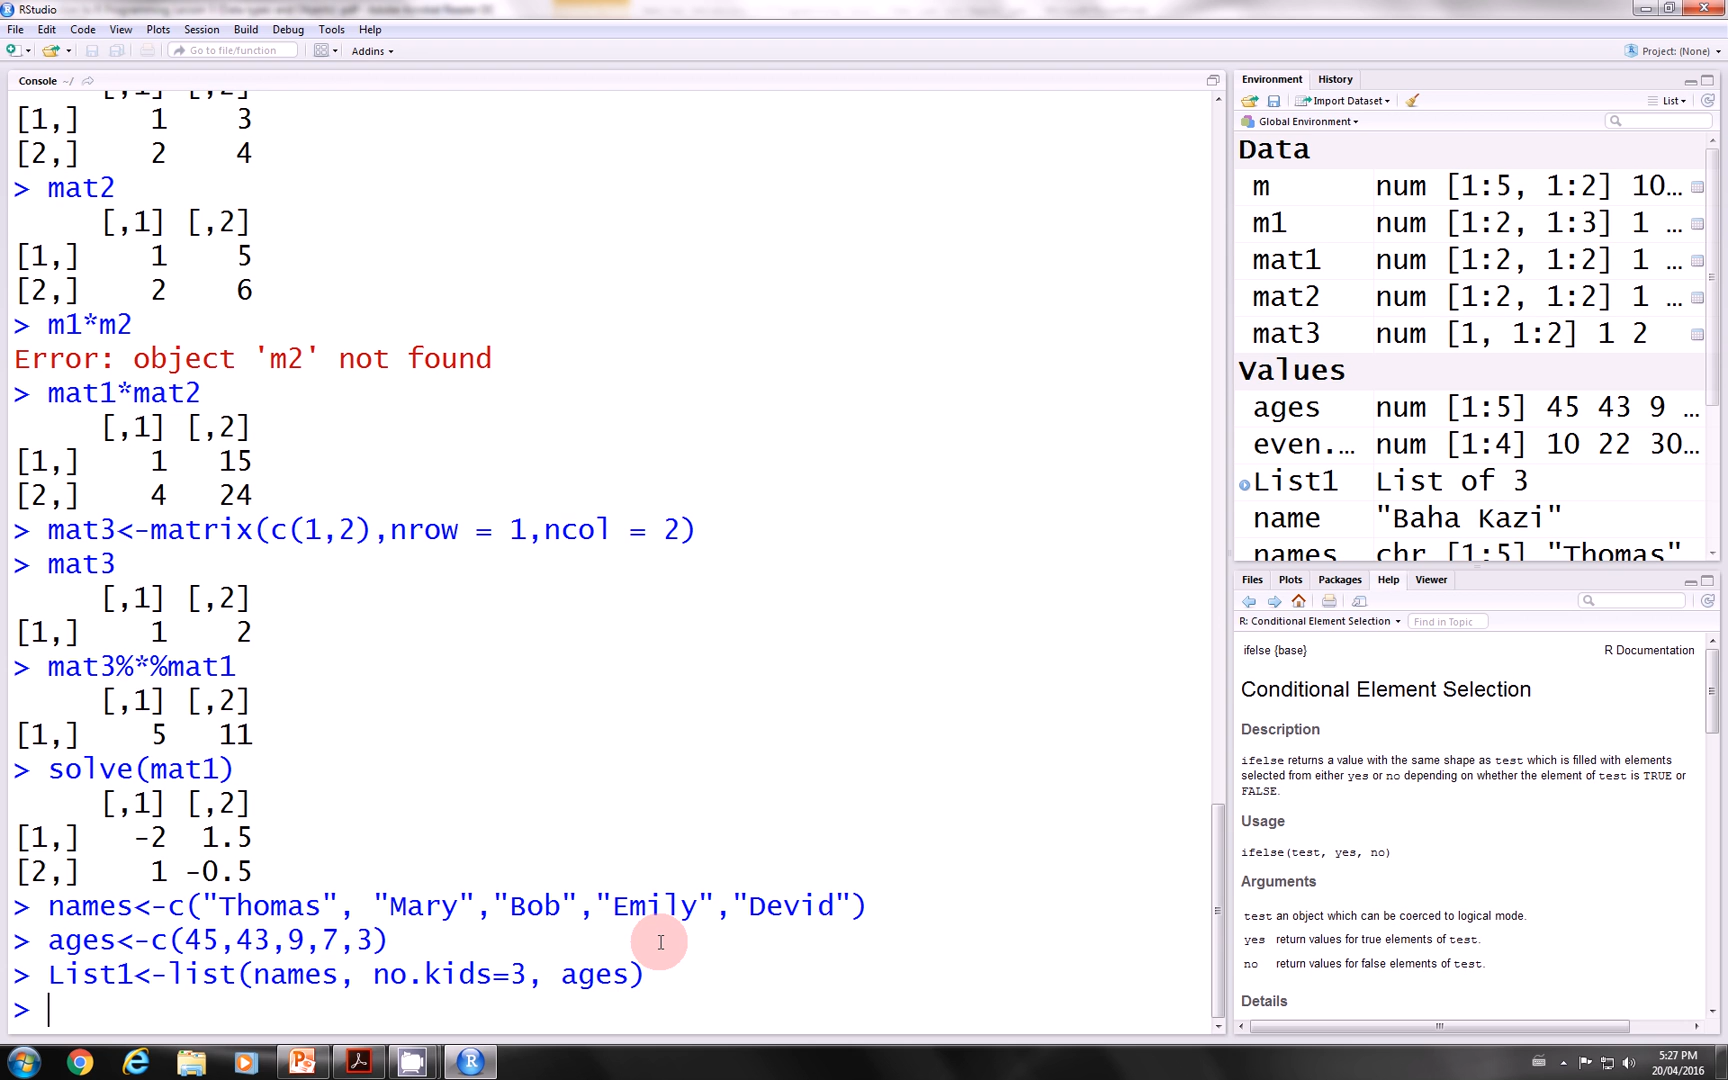 RStudio
File Edit Code View Plots Session Build Debug Tools Help
Go to file/function Addins Project: (None)
Console ~/
[,1] [,2]
[1,] 1 3
[2,] 2 4
> mat2
[,1] [,2]
[1,] 1 5
[2,] 2 6
> m1*m2
Error: object 'm2' not found
> mat1*mat2
[,1] [,2]
[1,] 1 15
[2,] 4 24
> mat3<-matrix(c(1,2),nrow = 1,ncol = 2)
> mat3
[,1] [,2]
[1,] 1 2
> mat3%*%mat1
[,1] [,2]
[1,] 5 11
> solve(mat1)
[,1] [,2]
[1,] -2 1.5
[2,] 1 -0.5
> names<-c("Thomas", "Mary","Bob","Emily","Devid")
> ages<-c(45,43,9,7,3)
> List1<-list(names, no.kids=3, ages)
>
Environment History
Import Dataset List
Global Environment
Data
m num [1:5, 1:2] 10...
m1 num [1:2, 1:3] 1 ...
mat1 num [1:2, 1:2] 1 ...
mat2 num [1:2, 1:2] 1 ...
mat3 num [1, 1:2] 1 2
Values
ages num [1:5] 45 43 9 ...
even.... num [1:4] 10 22 30...
List1 List of 3
name "Baha Kazi"
names chr [1:5] "Thomas"
Files Plots Packages Help Viewer
R: Conditional Element Selection Find in Topic
ifelse {base} R Documentation
Conditional Element Selection
Description
ifelse returns a value with the same shape as test which is filled with elements
selected from either yes or no depending on whether the element of test is TRUE or
FALSE.
Usage
ifelse(test, yes, no)
Arguments
test an object which can be coerced to logical mode.
yes return values for true elements of test.
no return values for false elements of test.
Details
5:27 PM
20/04/2016